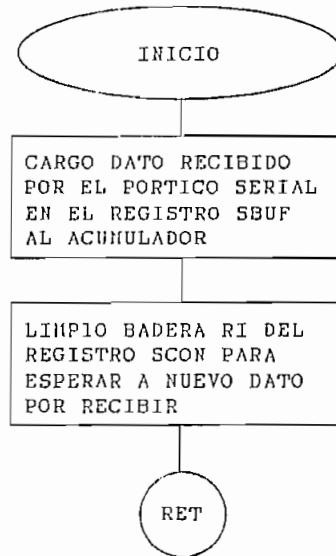 INICIO
CARGO DATO RECIBIDO
POR EL PORTICO SERIAL
EN EL REGISTRO SBUF
AL ACUMULADOR
LIMPIO BADERA RI DEL
REGISTRO SCON PARA
ESPERAR A NUEVO DATO
POR RECIBIR
RET